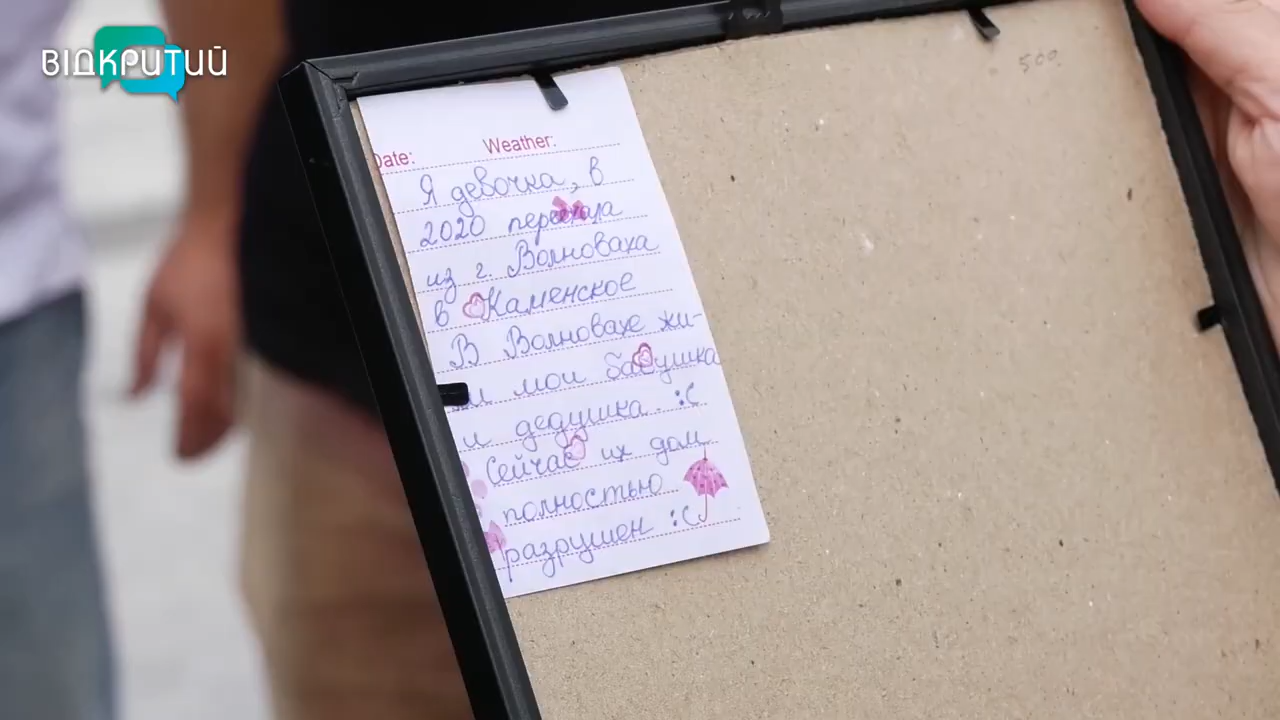 ВІДКРИТИЙ
500
Date: Weather:
Я девочка, в
2020 переехала
из г. Волноваха
в Каменское
В Волновахе жи-
ли мои бабушка
и дедушка :с
Сейчас их дом
полностью
разрушен :с